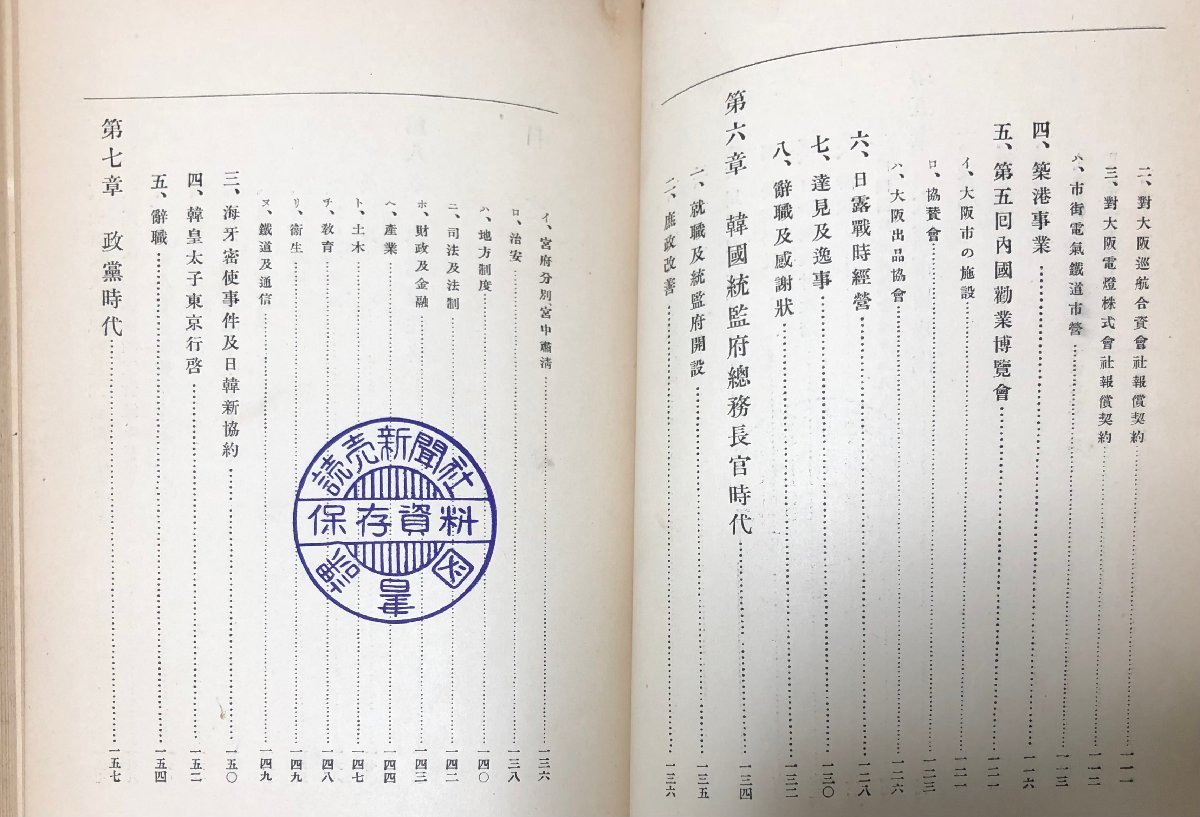 二、對大阪巡航合資會社報償契約……一一一
三、對大阪電燈株式會社報償契約……一一二
八、市街電氣鐵道市營……一一三
四、築港事業……一一六
五、第五回內國勸業博覽會……一二一
イ、大阪市の施設……一二一
ロ、協贊會……一二三
ハ、大阪出品協會……一二六
六、日露戰時經營……一二八
七、達見及逸事……一三〇
八、辭職及感謝狀……一三二
第六章 韓國統監府總務長官時代……一三四
一、就職及統監府開設……一三五
二、庶政改善……一三六
イ、宮府分別、宮中肅淸……一三六
ロ、治安……一三八
ハ、地方制度……一四〇
ニ、司法及法制……一四二
ホ、財政及金融……一四三
ヘ、產業……一四四
ト、土木……一四七
チ、敎育……一四八
リ、衞生……一四九
ヌ、鐵道及通信……一四九
三、海牙密使事件及日韓新協約……一五〇
四、韓皇太子東京行啓……一五二
五、辭職……一五四
第七章 政黨時代……一五七
読売新聞社
保存資料